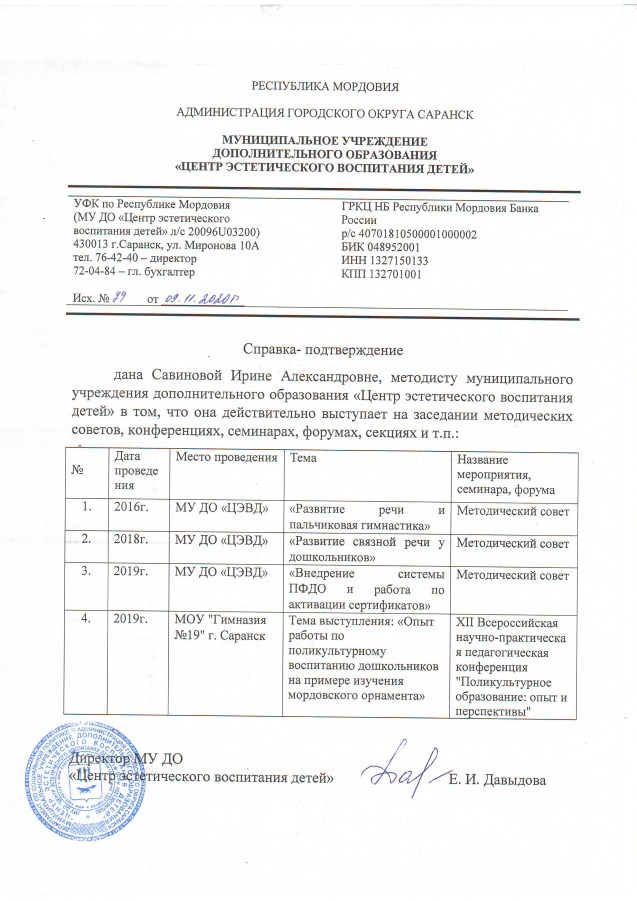 РЕСПУБЛИКА МОРДОВИЯ
АДМИНИСТРАЦИЯ ГОРОДСКОГО ОКРУГА САРАНСК
МУНИЦИПАЛЬНОЕ УЧРЕЖДЕНИЕ
ДОПОЛНИТЕЛЬНОГО ОБРАЗОВАНИЯ
«ЦЕНТР ЭСТЕТИЧЕСКОГО ВОСПИТАНИЯ ДЕТЕЙ»
УФК по Республике Мордовия
(МУ ДО «Центр эстетического
воспитания детей» л/с 20096U03200)
430013 г.Саранск, ул. Миронова 10А
тел. 76-42-40 – директор
72-04-84 – гл. бухгалтер
Исх. № 99 от 09.11.2020г
ГРКЦ НБ Республики Мордовия Банка
России
р/с 40701810500001000002
БИК 048952001
ИНН 1327150133
КПП 132701001
Справка- подтверждение
дана Савиновой Ирине Александровне, методисту муниципального
учреждения дополнительного образования «Центр эстетического воспитания
детей» в том, что она действительно выступает на заседании методических
советов, конференциях, семинарах, форумах, секциях и т.п.:
№
Дата
проведе
ния
Место проведения
Тема
Название
мероприятия,
семинара, форума
1.
2016г.
МУ ДО «ЦЭВД»
«Развитие речи и
пальчиковая гимнастика»
Методический совет
2.
2018г.
МУ ДО «ЦЭВД»
«Развитие связной речи у
дошкольников»
Методический совет
3.
2019г.
МУ ДО «ЦЭВД»
«Внедрение системы
ПФДО и работа по
активации сертификатов»
Методический совет
4.
2019г.
МОУ "Гимназия
№19" г. Саранск
Тема выступления: «Опыт
работы по
поликультурному
воспитанию дошкольников
на примере изучения
мордовского орнамента»
XII Всероссийская
научно-практическа
я педагогическая
конференция
"Поликультурное
образование: опыт и
перспективы"
Директор МУ ДО
«Центр эстетического воспитания детей»
Е. И. Давыдова